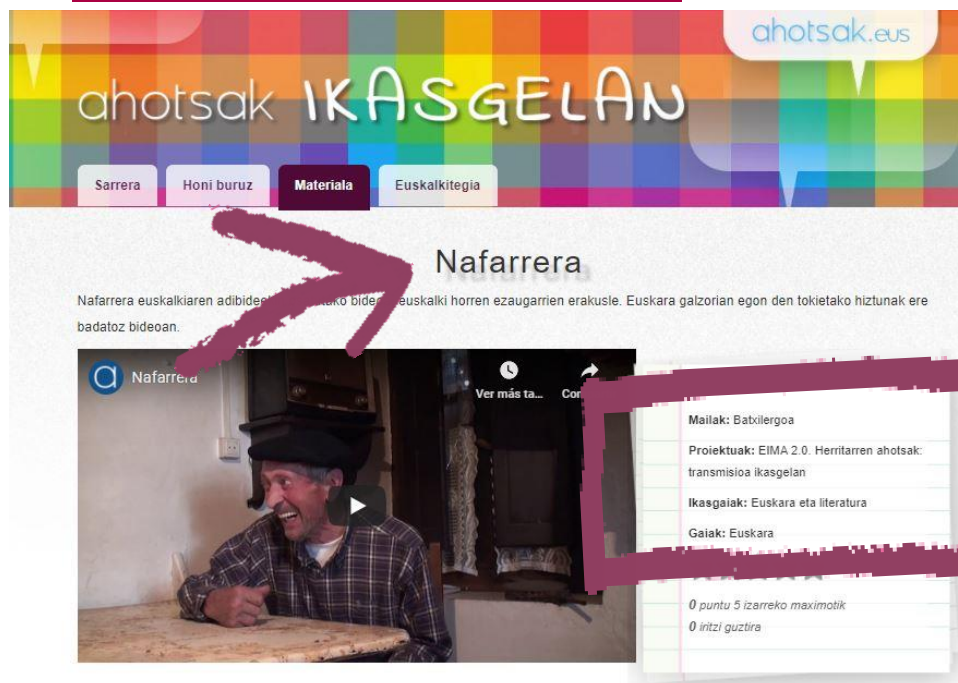 ahotsak.eus
ahotsak IKASGELAN
Sarrera Honi buruz Materiala Euskalkitegia
Nafarrera
Nafarrera euskalkiaren euskalki horren ezaugarrien erakusle. Euskara galzorian egon den tokietako hiztunak ere
badatoz bideoan.
Nafarrera
Ver más ta...
Mailak: Batxilergoa
Proiektuak: EIMA 2.0. Herritarren ahotsak:
transmisioa ikasgelan
Ikasgaiak: Euskara eta literatura
Gaiak: Euskara
0 puntu 5 izarreko maximotik
0 iritzi guztira